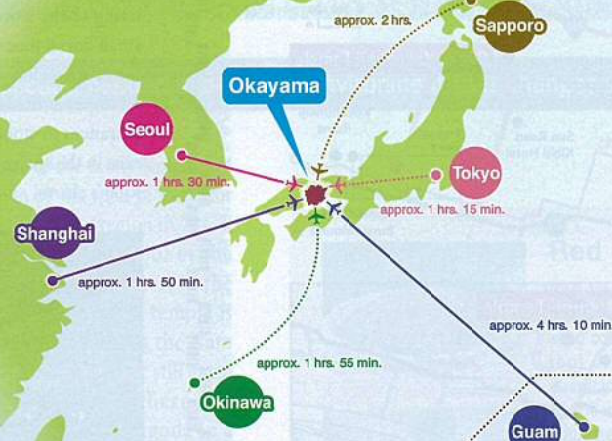 approx. 2 hrs.
Sapporo
Okayama
Seoul
approx. 1 hrs. 30 min.
Tokyo
approx. 1 hrs. 15 min.
Shanghai
approx. 1 hrs. 50 min.
approx. 4 hrs. 10 min
approx. 1 hrs. 55 min.
Okinawa
Guam